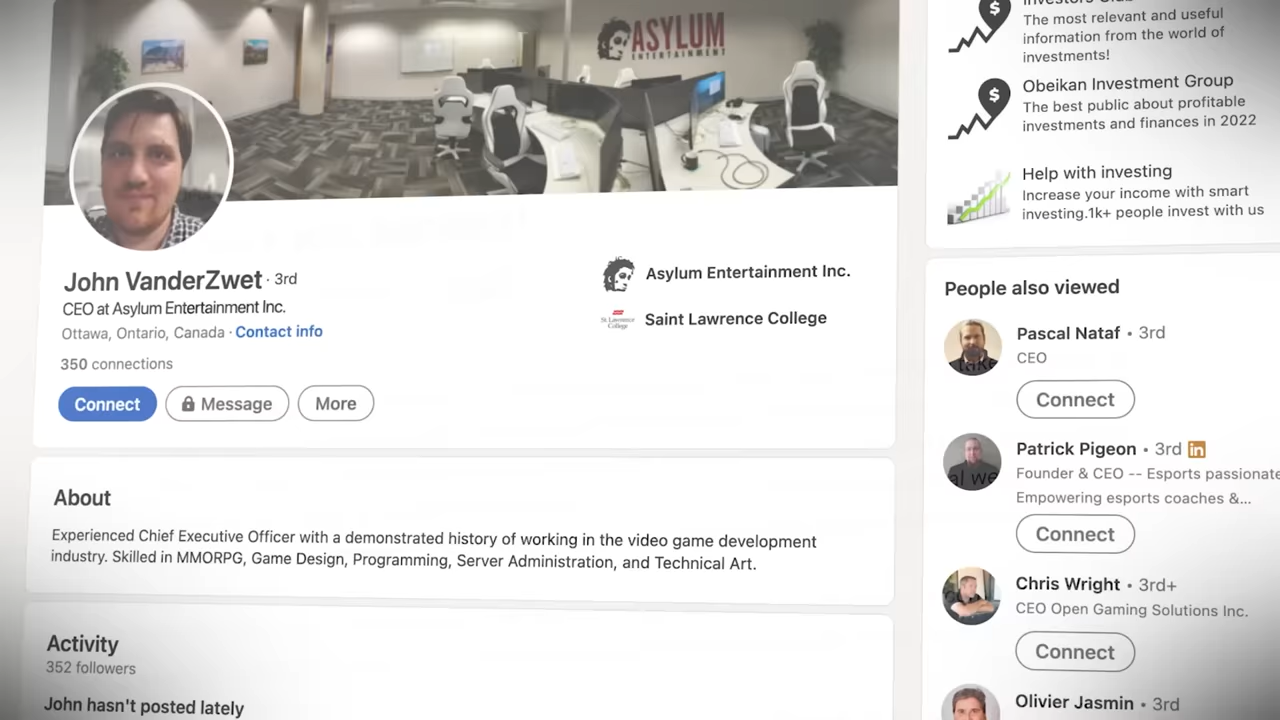 ASYLUM
ENTERTAINMENT
John VanderZwet · 3rd
CEO at Asylum Entertainment Inc.
Ottawa, Ontario, Canada · Contact info
350 connections
Connect
Message
More
Asylum Entertainment Inc.
St. Lawrence
College
Saint Lawrence College
About
Experienced Chief Executive Officer with a demonstrated history of working in the video game development
industry. Skilled in MMORPG, Game Design, Programming, Server Administration, and Technical Art.
Activity
352 followers
John hasn't posted lately
The most relevant and useful
information from the world of
investments!
Obeikan Investment Group
The best public about profitable
investments and finances in 2022
Help with investing
Increase your income with smart
investing.1k+ people invest with us
People also viewed
Pascal Nataf • 3rd
CEO
Connect
Patrick Pigeon • 3rd in
Founder & CEO -- Esports passionate
Empowering esports coaches &...
Connect
Chris Wright • 3rd+
CEO Open Gaming Solutions Inc.
Connect
Olivier Jasmin • 3rd